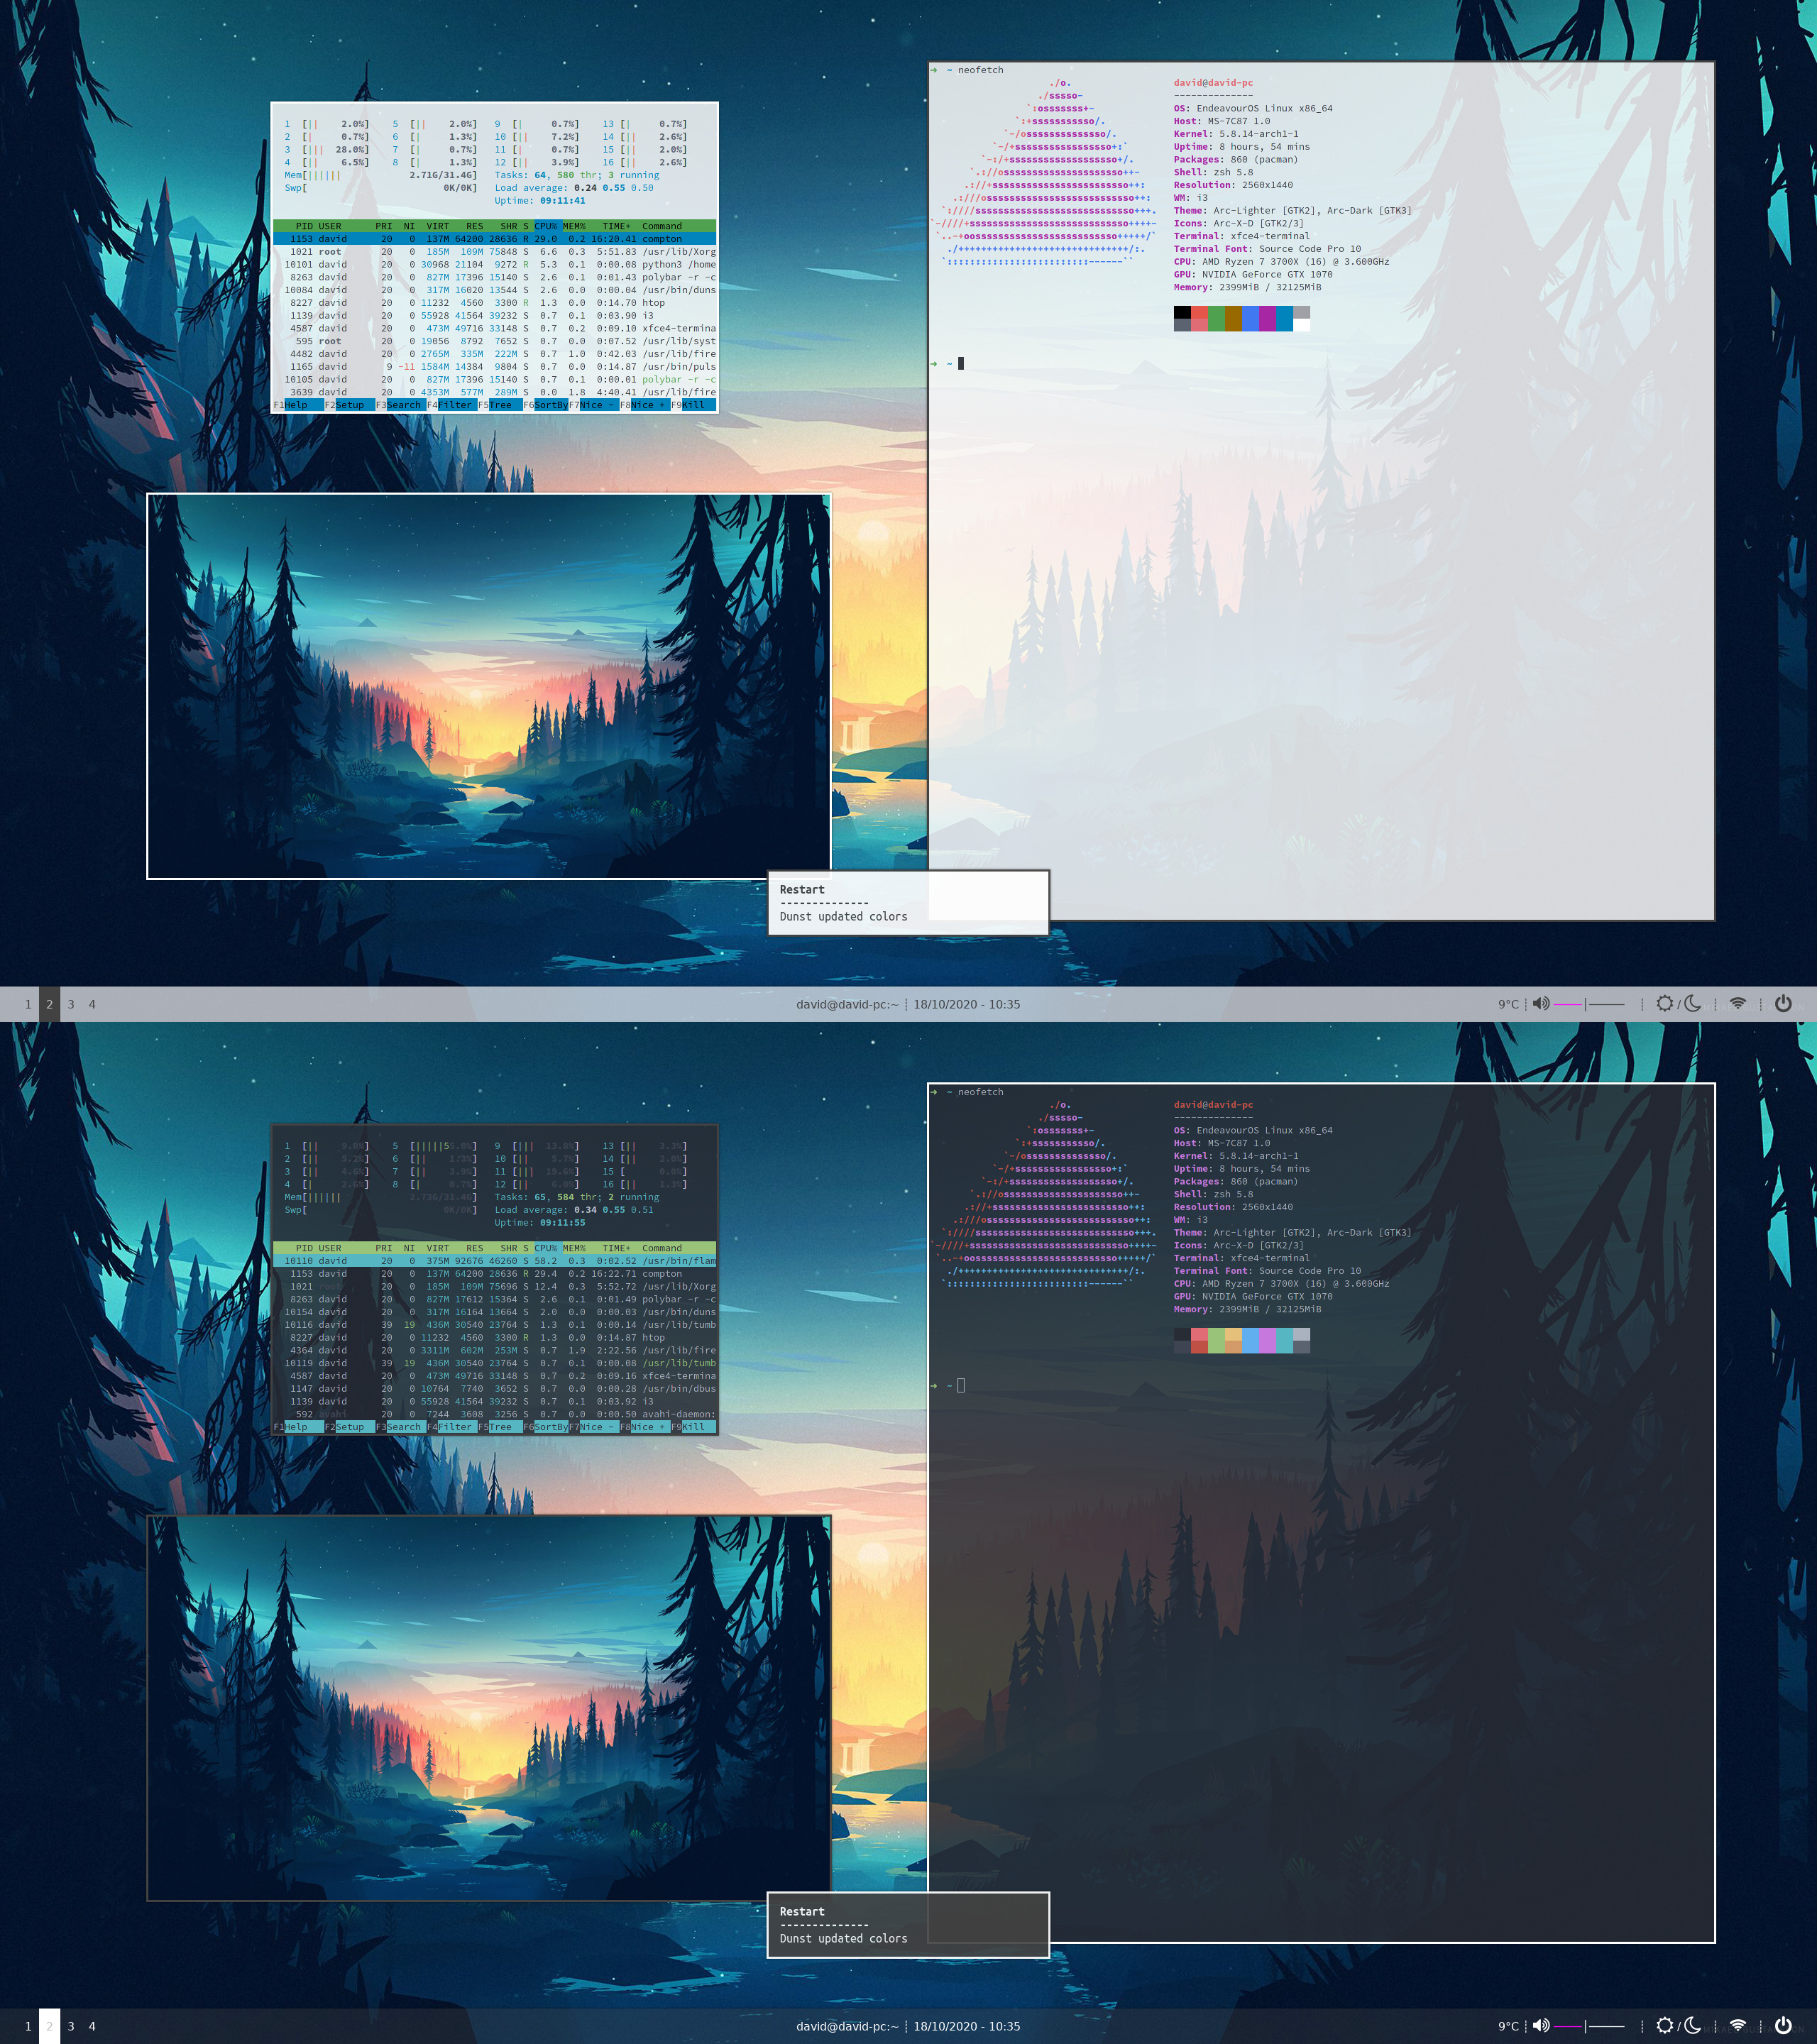 1 [|| 2.0%] 5 [|| 2.0%] 9 [| 0.7%] 13 [| 0.7%]
2 [| 0.7%] 6 [| 1.3%] 10 [|| 7.2%] 14 [|| 2.6%]
3 [||| 28.0%] 7 [| 0.7%] 11 [| 0.7%] 15 [|| 2.0%]
4 [|| 6.5%] 8 [| 1.3%] 12 [|| 3.9%] 16 [|| 2.6%]
Mem[|||||| 2.71G/31.4G] Tasks: 64, 580 thr; 3 running
Swp[ 0K/0K] Load average: 0.24 0.55 0.50
Uptime: 09:11:41
PID USER PRI NI VIRT RES SHR S CPU% MEM% TIME+ Command
1153 david 20 0 137M 64200 28636 R 29.0 0.2 16:20.41 compton
1021 root 20 0 185M 109M 75848 S 6.6 0.3 5:51.83 /usr/lib/Xorg
10101 david 20 0 30968 21104 9272 R 5.3 0.1 0:00.08 python3 /home
8263 david 20 0 827M 17396 15140 S 2.6 0.1 0:01.43 polybar -r -c
10084 david 20 0 317M 16020 13544 S 2.6 0.0 0:00.04 /usr/bin/duns
8227 david 20 0 11232 4560 3300 R 1.3 0.0 0:14.70 htop
1139 david 20 0 55928 41564 39232 S 0.7 0.1 0:03.90 i3
4587 david 20 0 473M 49716 33148 S 0.7 0.2 0:09.10 xfce4-termina
595 root 20 0 19056 8792 7652 S 0.7 0.0 0:07.52 /usr/lib/syst
4482 david 20 0 2765M 335M 222M S 0.7 1.0 0:42.03 /usr/lib/fire
1165 david 9 -11 1584M 14384 9804 S 0.7 0.0 0:14.87 /usr/bin/puls
10105 david 20 0 827M 17396 15140 S 0.7 0.1 0:00.01 polybar -r -c
3639 david 20 0 4353M 577M 289M S 0.0 1.8 4:40.41 /usr/lib/fire
F1Help F2Setup F3Search F4Filter F5Tree F6SortByF7Nice - F8Nice + F9Kill
➜ ~ neofetch
david@david-pc
--------------
OS: EndeavourOS Linux x86_64
Host: MS-7C87 1.0
Kernel: 5.8.14-arch1-1
Uptime: 8 hours, 54 mins
Packages: 860 (pacman)
Shell: zsh 5.8
Resolution: 2560x1440
WM: i3
Theme: Arc-Lighter [GTK2], Arc-Dark [GTK3]
Icons: Arc-X-D [GTK2/3]
Terminal: xfce4-terminal
Terminal Font: Source Code Pro 10
CPU: AMD Ryzen 7 3700X (16) @ 3.600GHz
GPU: NVIDIA GeForce GTX 1070
Memory: 2399MiB / 32125MiB
➜ ~
Restart
--------------
Dunst updated colors
1 2 3 4 david@david-pc:~ ┊ 18/10/2020 - 10:35 9°C ┊ /
1 [|| ] 5 [|||||5 ] 9 [||| ] 13 [|| ]
2 [|| ] 6 [|| ] 10 [|| ] 14 [|| ]
3 [|| ] 7 [|| ] 11 [||| ] 15 [ ]
4 [| ] 8 [| ] 12 [|| ] 16 [|| ]
Mem[|||||| 2.73G/31.4G] Tasks: 65, 584 thr; 2 running
Swp[ 0K/0K] Load average: 0.34 0.55 0.51
Uptime: 09:11:55
PID USER PRI NI VIRT RES SHR S CPU% MEM% TIME+ Command
10110 david 20 0 375M 92676 46260 S 58.2 0.3 0:02.52 /usr/bin/flam
1153 david 20 0 137M 64200 28636 R 29.4 0.2 16:22.71 compton
1021 20 0 185M 109M 75696 S 12.4 0.3 5:52.72 /usr/lib/Xorg
8263 david 20 0 827M 17612 15364 S 2.6 0.1 0:01.49 polybar -r -c
10154 david 20 0 317M 16164 13664 S 2.0 0.0 0:00.03 /usr/bin/duns
10116 david 39 19 436M 30540 23764 S 1.3 0.1 0:00.14 /usr/lib/tumb
8227 david 20 0 11232 4560 3300 R 1.3 0.0 0:14.87 htop
4364 david 20 0 3311M 602M 253M S 0.7 1.9 2:22.56 /usr/lib/fire
10119 david 39 19 436M 30540 23764 S 0.7 0.1 0:00.08 /usr/lib/tumb
4587 david 20 0 473M 49716 33148 S 0.7 0.2 0:09.16 xfce4-termina
1147 david 20 0 10764 7740 3652 S 0.7 0.0 0:00.28 /usr/bin/dbus
1139 david 20 0 55928 41564 39232 S 0.7 0.1 0:03.92 i3
592 avahi 20 0 7244 3608 3256 S 0.7 0.0 0:00.50 avahi-daemon:
F1Help F2Setup F3Search F4Filter F5Tree F6SortByF7Nice - F8Nice + F9Kill
➜ ~ neofetch
david@david-pc
--------------
OS: EndeavourOS Linux x86_64
Host: MS-7C87 1.0
Kernel: 5.8.14-arch1-1
Uptime: 8 hours, 54 mins
Packages: 860 (pacman)
Shell: zsh 5.8
Resolution: 2560x1440
WM: i3
Theme: Arc-Lighter [GTK2], Arc-Dark [GTK3]
Icons: Arc-X-D [GTK2/3]
Terminal: xfce4-terminal
Terminal Font: Source Code Pro 10
CPU: AMD Ryzen 7 3700X (16) @ 3.600GHz
GPU: NVIDIA GeForce GTX 1070
Memory: 2399MiB / 32125MiB
➜ ~
Restart
--------------
Dunst updated colors
1 2 3 4 david@david-pc:~ ┊ 18/10/2020 - 10:35 9°C ┊ /